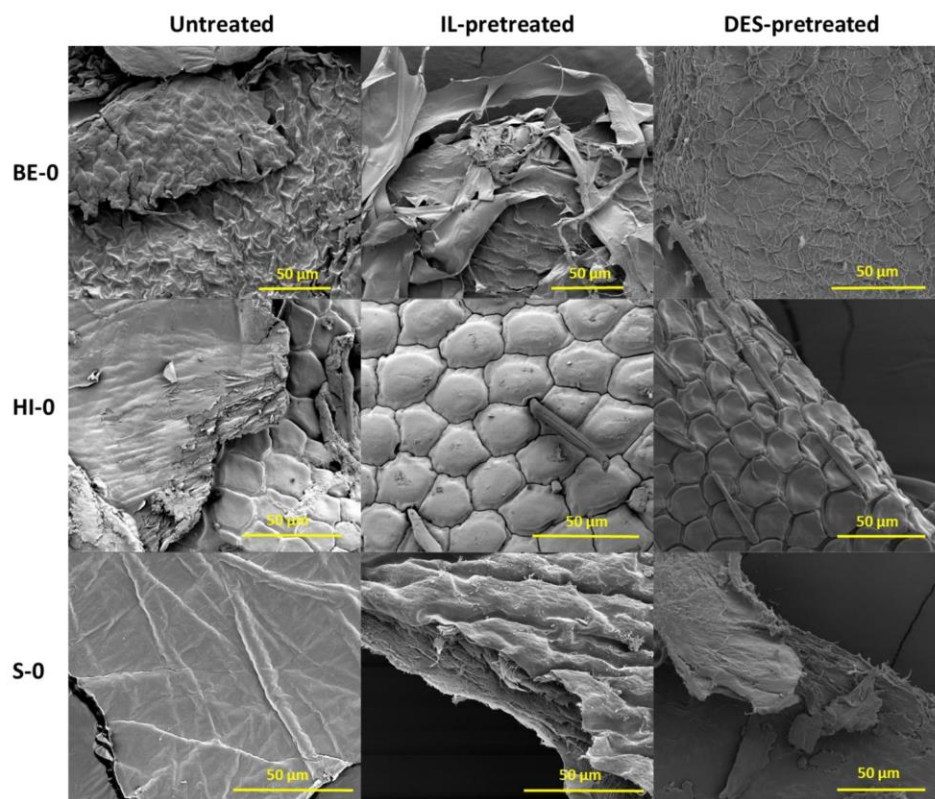 Untreated IL-pretreated DES-pretreated
BE-0
50 µm 50 µm 50 µm
HI-0
50 µm 50 µm 50 µm
S-0
50 µm 50 µm 50 µm